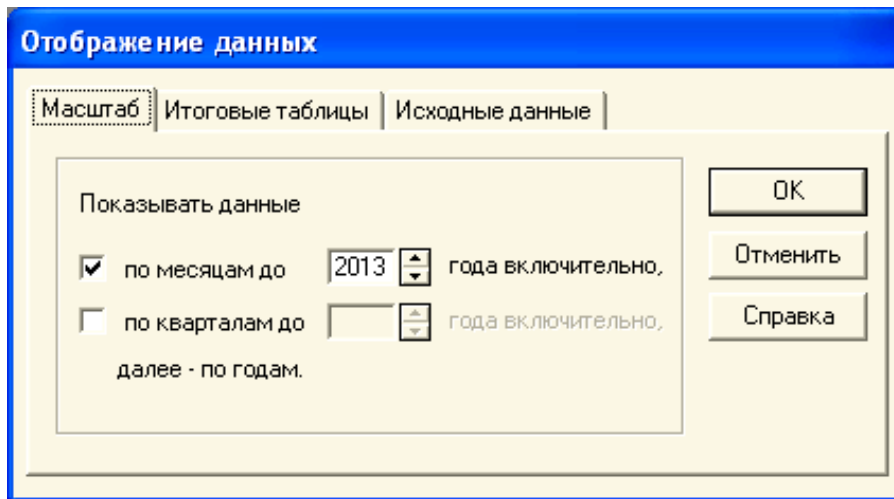 Отображение данных
Масштаб Итоговые таблицы Исходные данные
Показывать данные
по месяцам до 2013 года включительно,
по кварталам до года включительно,
далее - по годам.
OK
Отменить
Справка